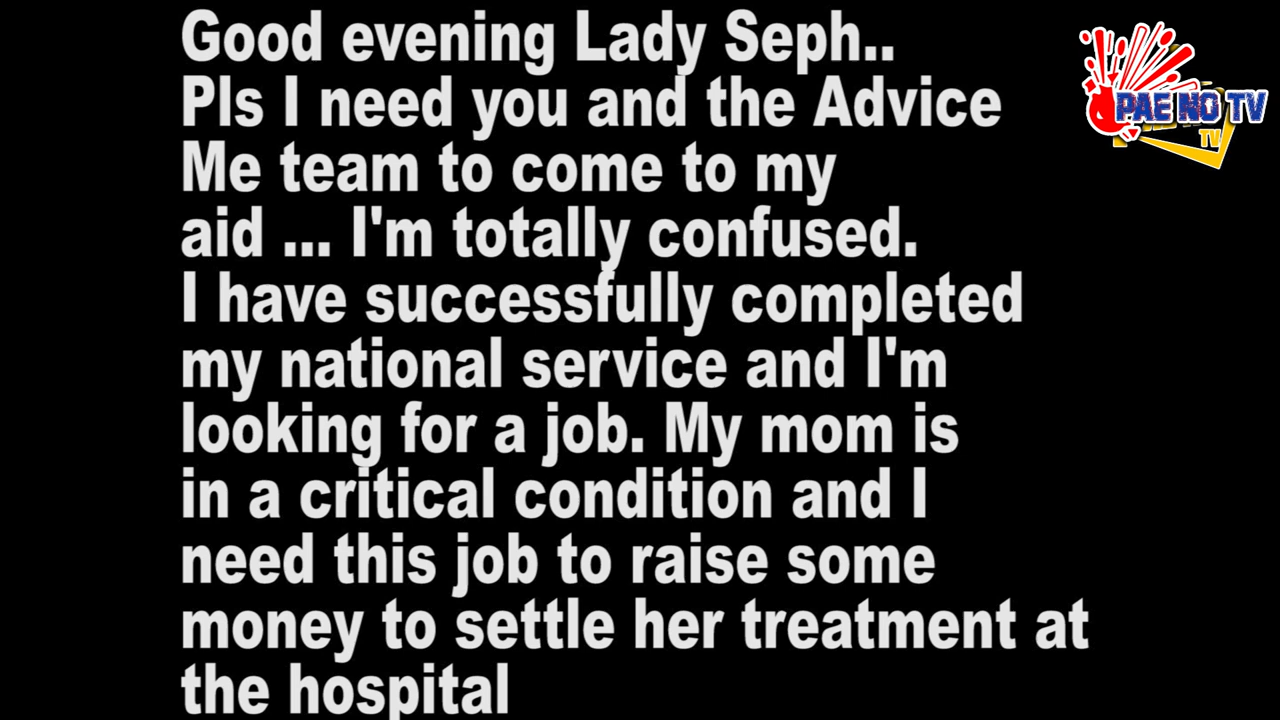 Good evening Lady Seph..
Pls I need you and the Advice
Me team to come to my
aid ... I'm totally confused.
I have successfully completed
my national service and I'm
looking for a job. My mom is
in a critical condition and I
need this job to raise some
money to settle her treatment at
the hospital
PAE NO TV
TV